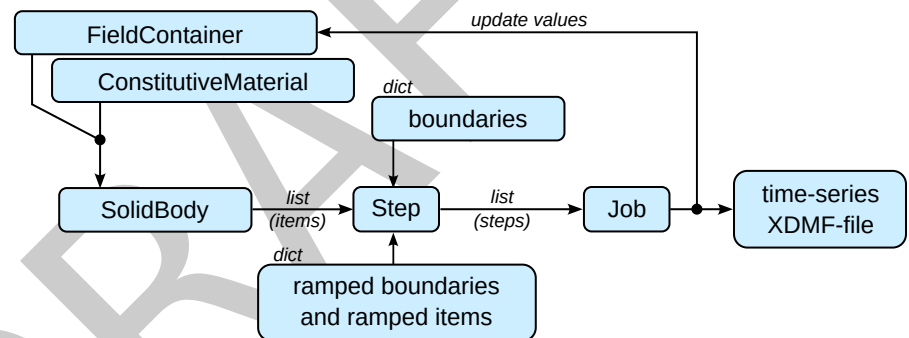 update values
FieldContainer
ConstitutiveMaterial
dict
boundaries
SolidBody
list
(items)
Step
list
(steps)
Job
time-series
XDMF-file
dict
ramped boundaries
and ramped items